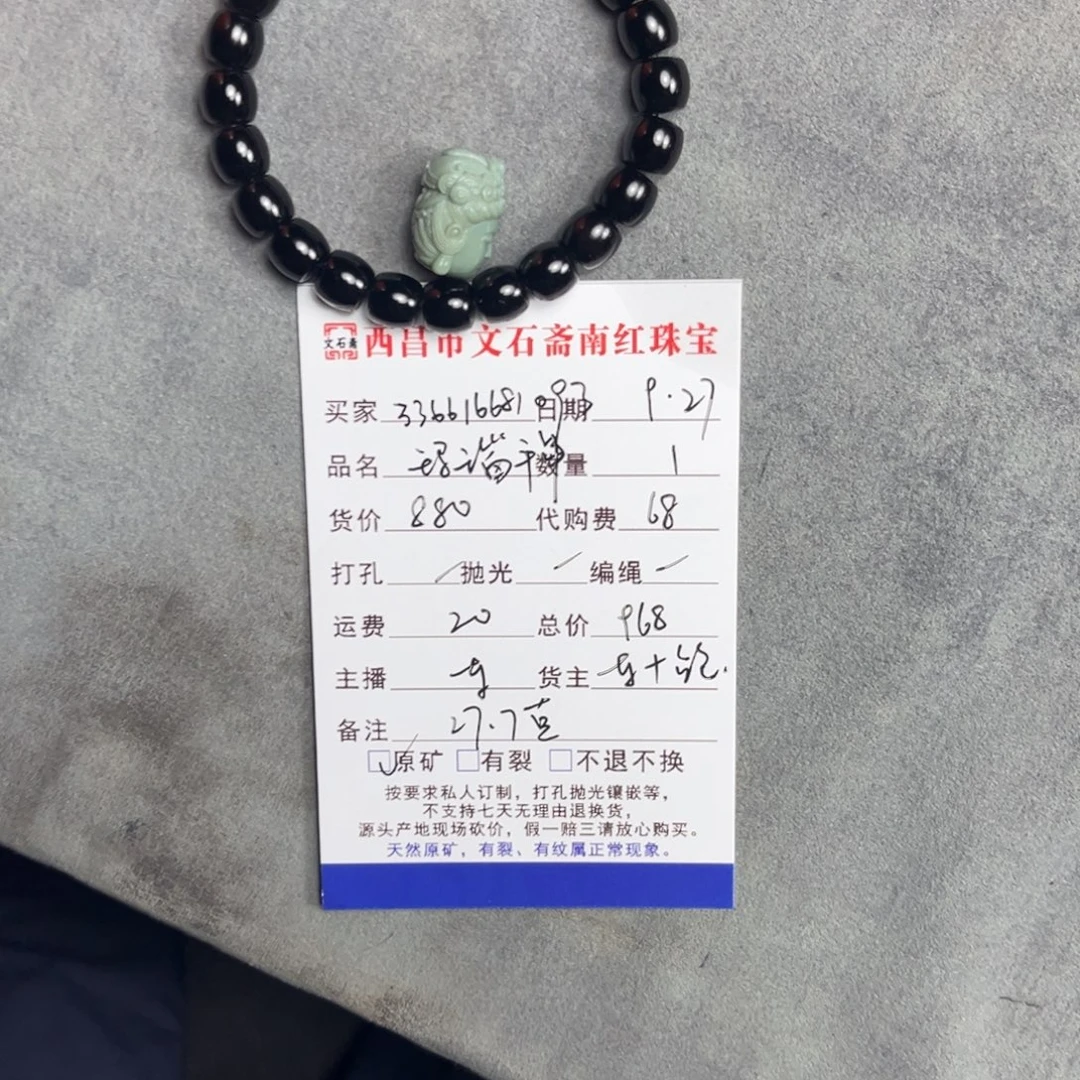 文石斋 西昌市文石斋南红珠宝
买家 336616681 日期 9.27
品名 数量 1
货价 880 代购费 68
打孔 抛光 编绳
运费 20 总价 968
主播 货主
备注 27.7克
原矿 有裂 不退不换
按要求私人订制，打孔抛光镶嵌等，
不支持七天无理由退换货，
源头产地现场砍价，假一赔三请放心购买。
天然原矿，有裂、有纹属正常现象。